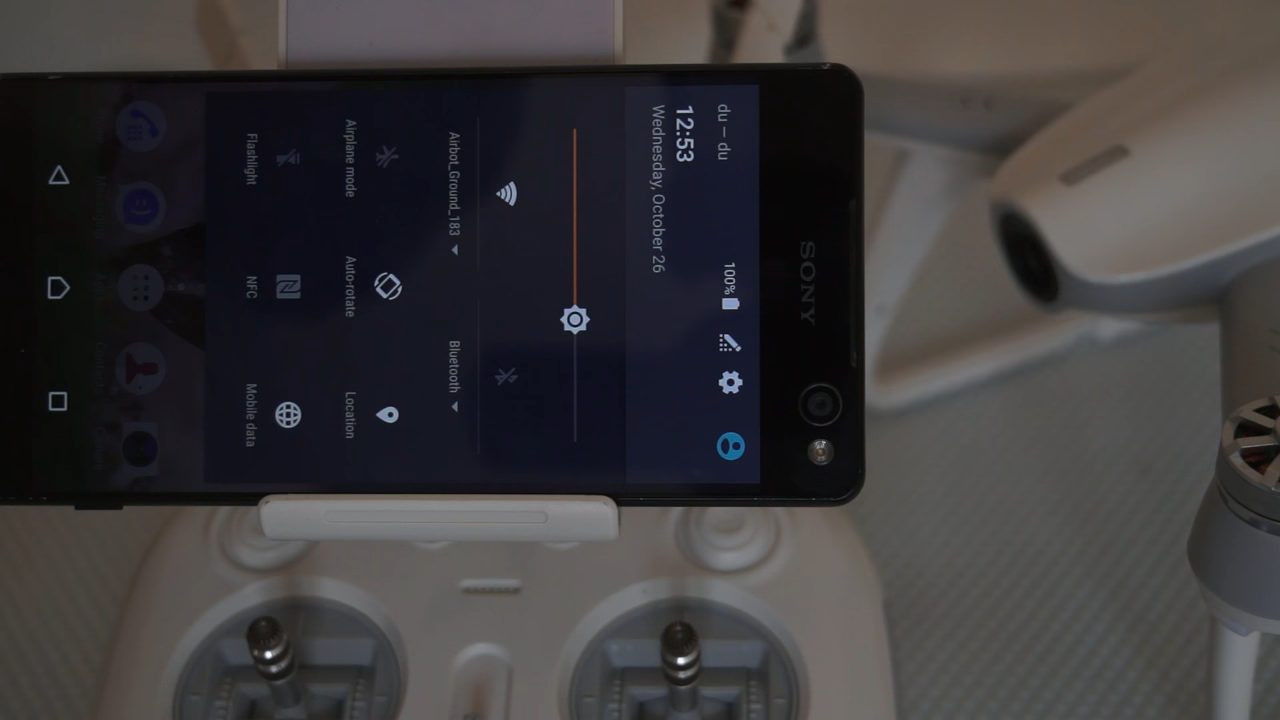 SONY
du — du
100%
12:53
Wednesday, October 26
Airbot_Ground_183
Bluetooth
Airplane mode
Auto-rotate
Location
Flashlight
NFC
Mobile data